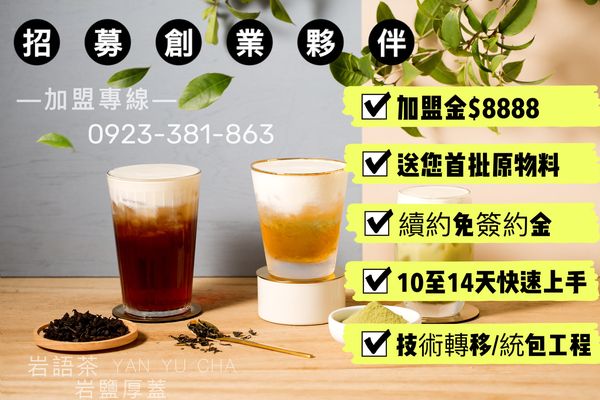 招募創業夥伴
—加盟專線—
0923-381-863
加盟金$8888
送您首批原物料
續約免簽約金
10至14天快速上手
技術轉移/統包工程
岩語茶 YAN YU CHA
岩鹽厚蓋